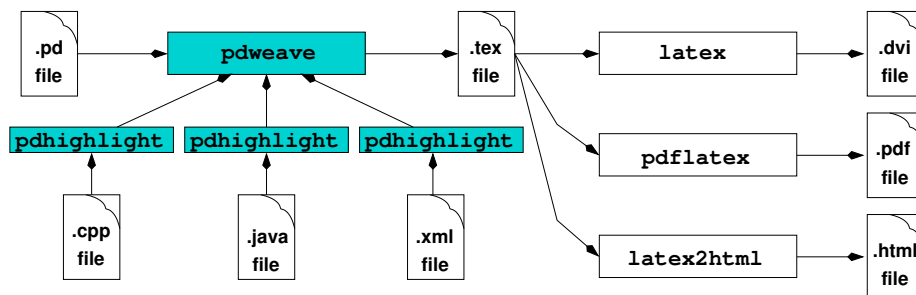 .pd
file
pdweave
.tex
file
latex
.dvi
file
pdhighlight
pdhighlight
pdhighlight
pdflatex
.pdf
file
.cpp
file
.java
file
.xml
file
latex2html
.html
file